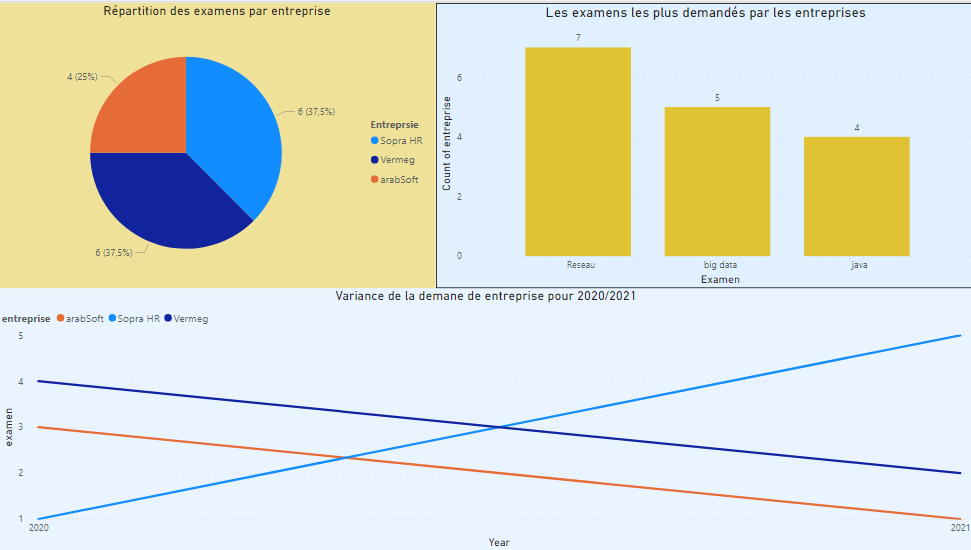 Répartition des examens par entreprise
4 (25%)
6 (37,5%)
6 (37,5%)
Entreprsie
Sopra HR
Vermeg
arabSoft
Les examens les plus demandés par les entreprises
Count of entreprise
6
4
2
0
7
5
4
Reseau
big data
java
Examen
Variance de la demane de entreprise pour 2020/2021
entreprise arabSoft Sopra HR Vermeg
examen
5
4
3
2
1
2020
2021
Year